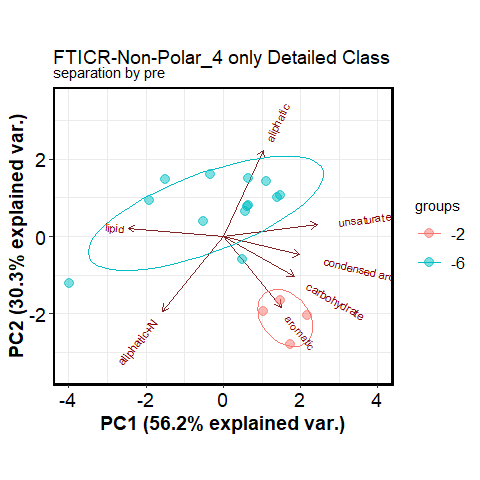 FTICR-Non-Polar_4 only Detailed Class
separation by pre
PC2 (30.3% explained var.)
2
0
-2
aliphatic
lipid
unsaturate
condensed aro
carbohydrate
aromatic
aliphatic+N
groups
-2
-6
-4
-2
0
2
4
PC1 (56.2% explained var.)